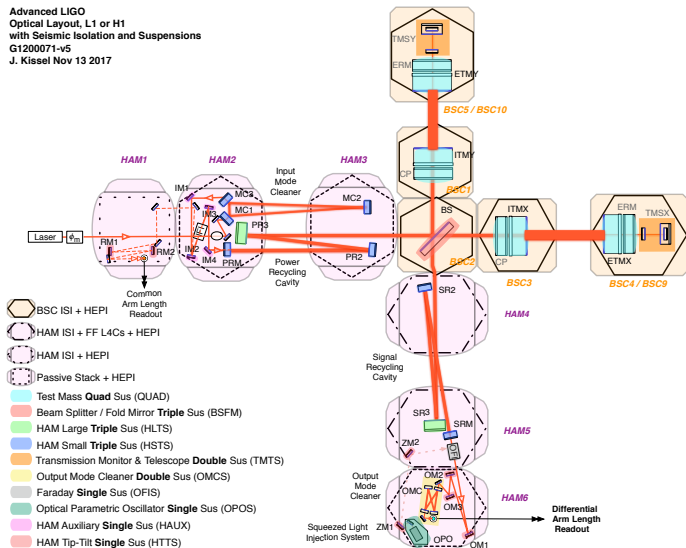 Advanced LIGO
Optical Layout, L1 or H1
with Seismic Isolation and Suspensions
G1200071-v5
J. Kissel Nov 13 2017
TMSY
ERM
ETMY
BSC5 / BSC10
HAM1
HAM2
Input
Mode
Cleaner
HAM3
ITMY
CP
BSC1
IM1
MC3
MC2
IM3
MC1
PR3
BS
ITMX
ERM
TMSX
Laser
ϕm
IFI
RM1
RM2
IM2
IM4
PRM
PR2
BSC2
CP
ETMX
BSC3
BSC4 / BSC9
Power
Recycling
Cavity
Common
Arm Length
Readout
SR2
HAM4
Signal
Recycling
Cavity
SR3
SRM
HAM5
ZM2
OFI
Output
Mode
Cleaner
OM2
OMC
OM3
HAM6
ZM1
OPO
OM1
Squeezed Light
Injection System
Differential
Arm Length
Readout
BSC ISI + HEPI
HAM ISI + FF L4Cs + HEPI
HAM ISI + HEPI
Passive Stack + HEPI
Test Mass Quad Sus (QUAD)
Beam Splitter / Fold Mirror Triple Sus (BSFM)
HAM Large Triple Sus (HLTS)
HAM Small Triple Sus (HSTS)
Transmission Monitor & Telescope Double Sus (TMTS)
Output Mode Cleaner Double Sus (OMCS)
Faraday Single Sus (OFIS)
Optical Parametric Oscillator Single Sus (OPOS)
HAM Auxiliary Single Sus (HAUX)
HAM Tip-Tilt Single Sus (HTTS)